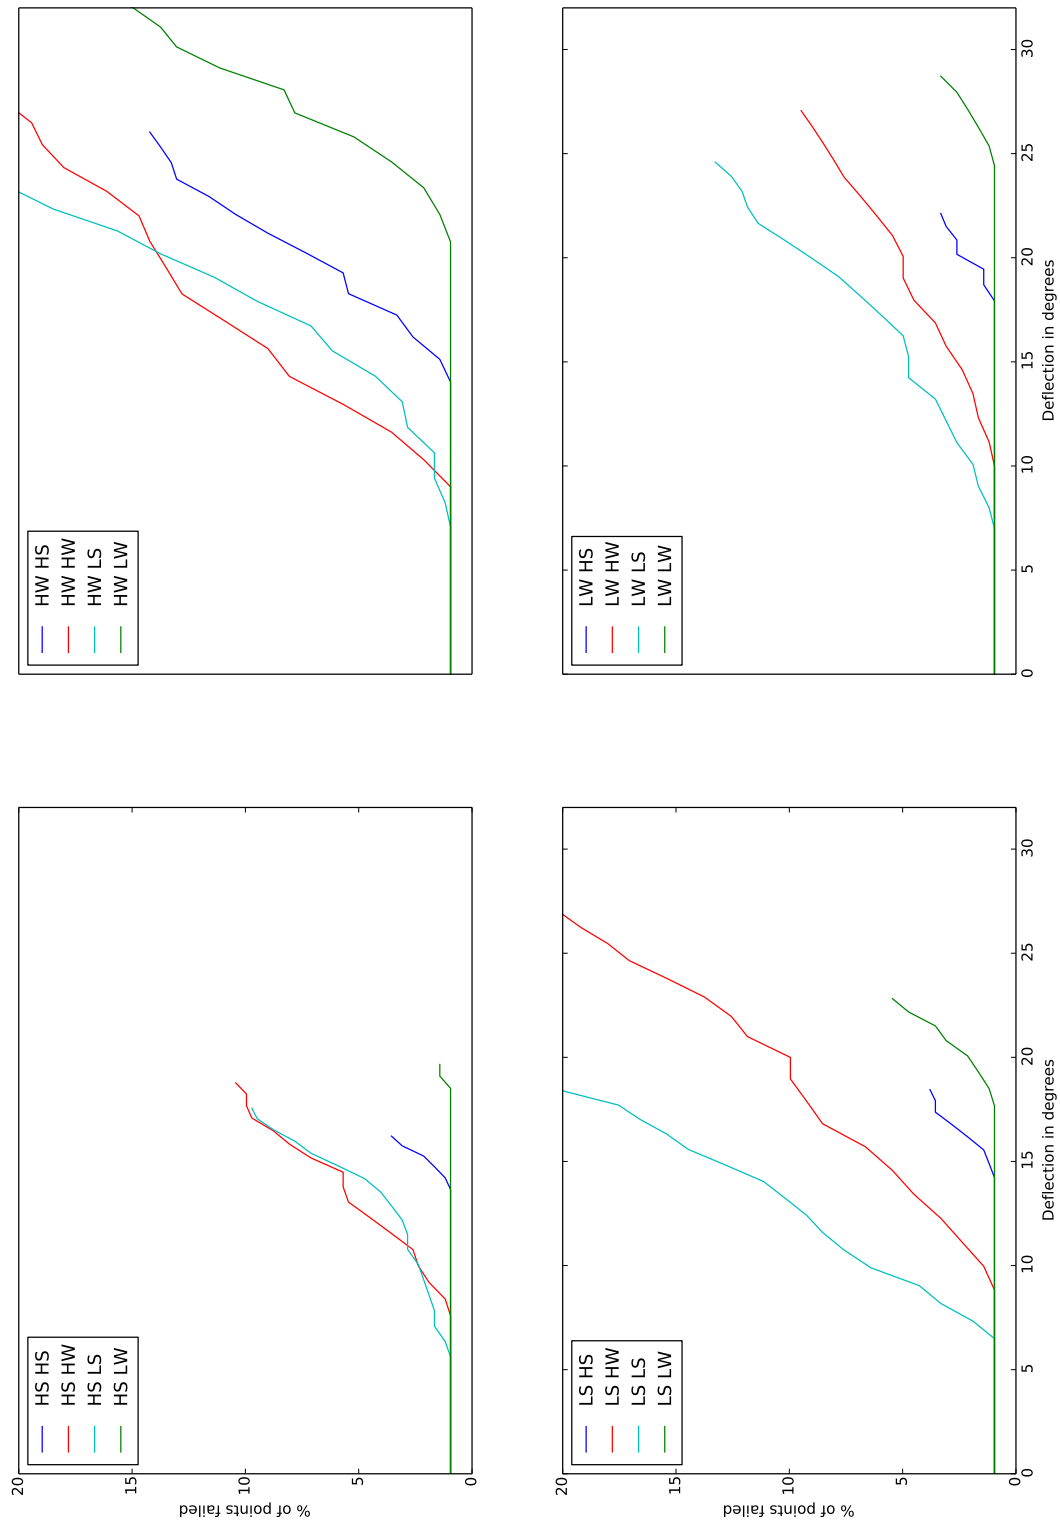 20
15
10
5
% of points failed
HS HS
HS HW
HS LS
HS LW
HW HS
HW HW
HW LS
HW LW
20
15
10
5
% of points failed
LS HS
LS HW
LS LS
LS LW
0 5 10 15 20 25 30
Deflection in degrees
LW HS
LW HW
LW LS
LW LW
0 5 10 15 20 25 30
Deflection in degrees